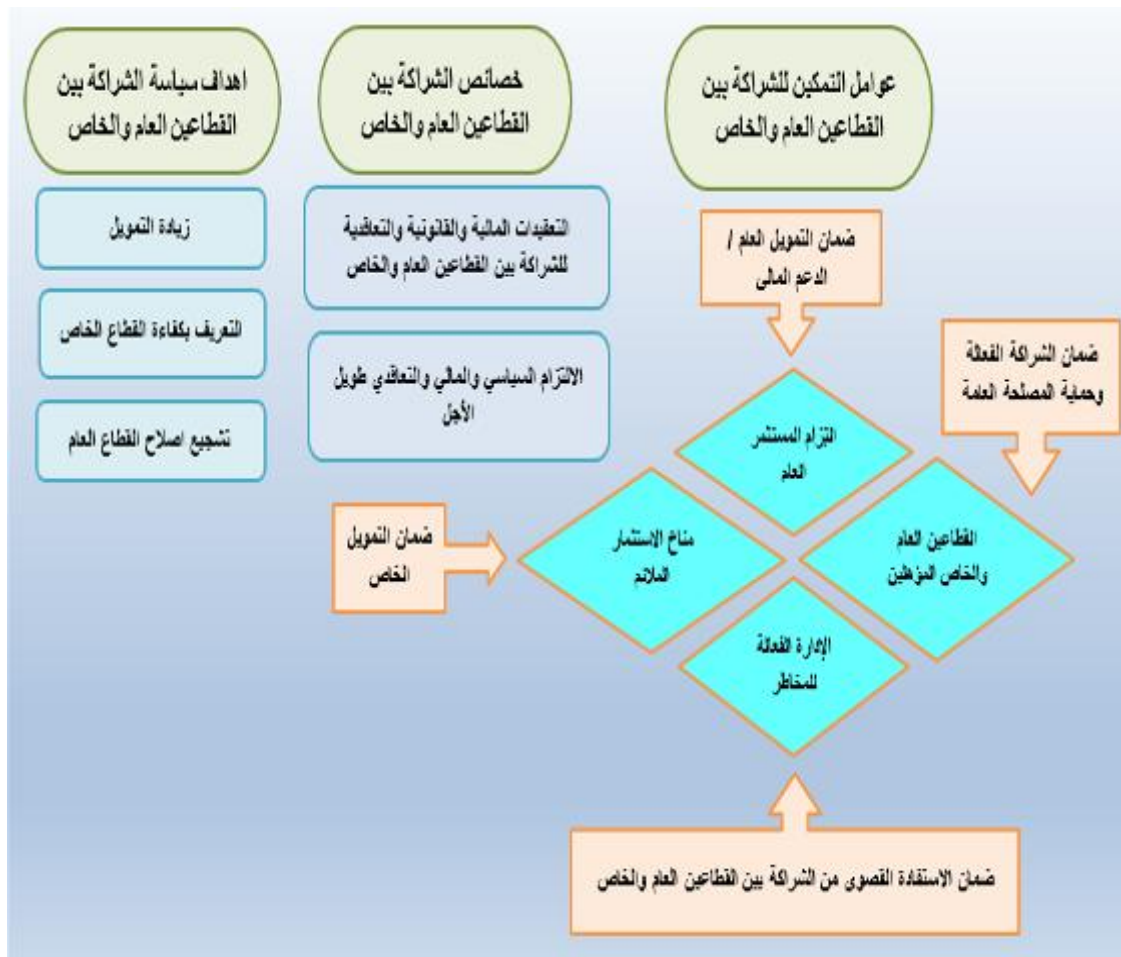 عوامل التمكين للشراكة بين
القطاعين العام والخاص
ضمان التمويل العام /
الدعم المالى
ضمان الشراكة الفعالة
وحماية المصلحة العامة
التزام المستثمر
العام
القطاعين العام
والخاص المؤهلين
مناخ الاستثمار
الملائم
ضمان التمويل
الخاص
الإدارة الفعالة
للمخاطر
ضمان الاستفادة القصوى من الشراكة بين القطاعين العام والخاص
خصائص الشراكة بين
القطاعين العام والخاص
التعقيدات المالية والقانونية والتعاقدية
للشراكة بين القطاعين العام والخاص
الالتزام السياسي والمالي والتعاقدي طويل
الأجل
اهداف سياسة الشراكة بين
القطاعين العام والخاص
زيادة التمويل
التعريف بكفاءة القطاع الخاص
تشجيع اصلاح القطاع العام